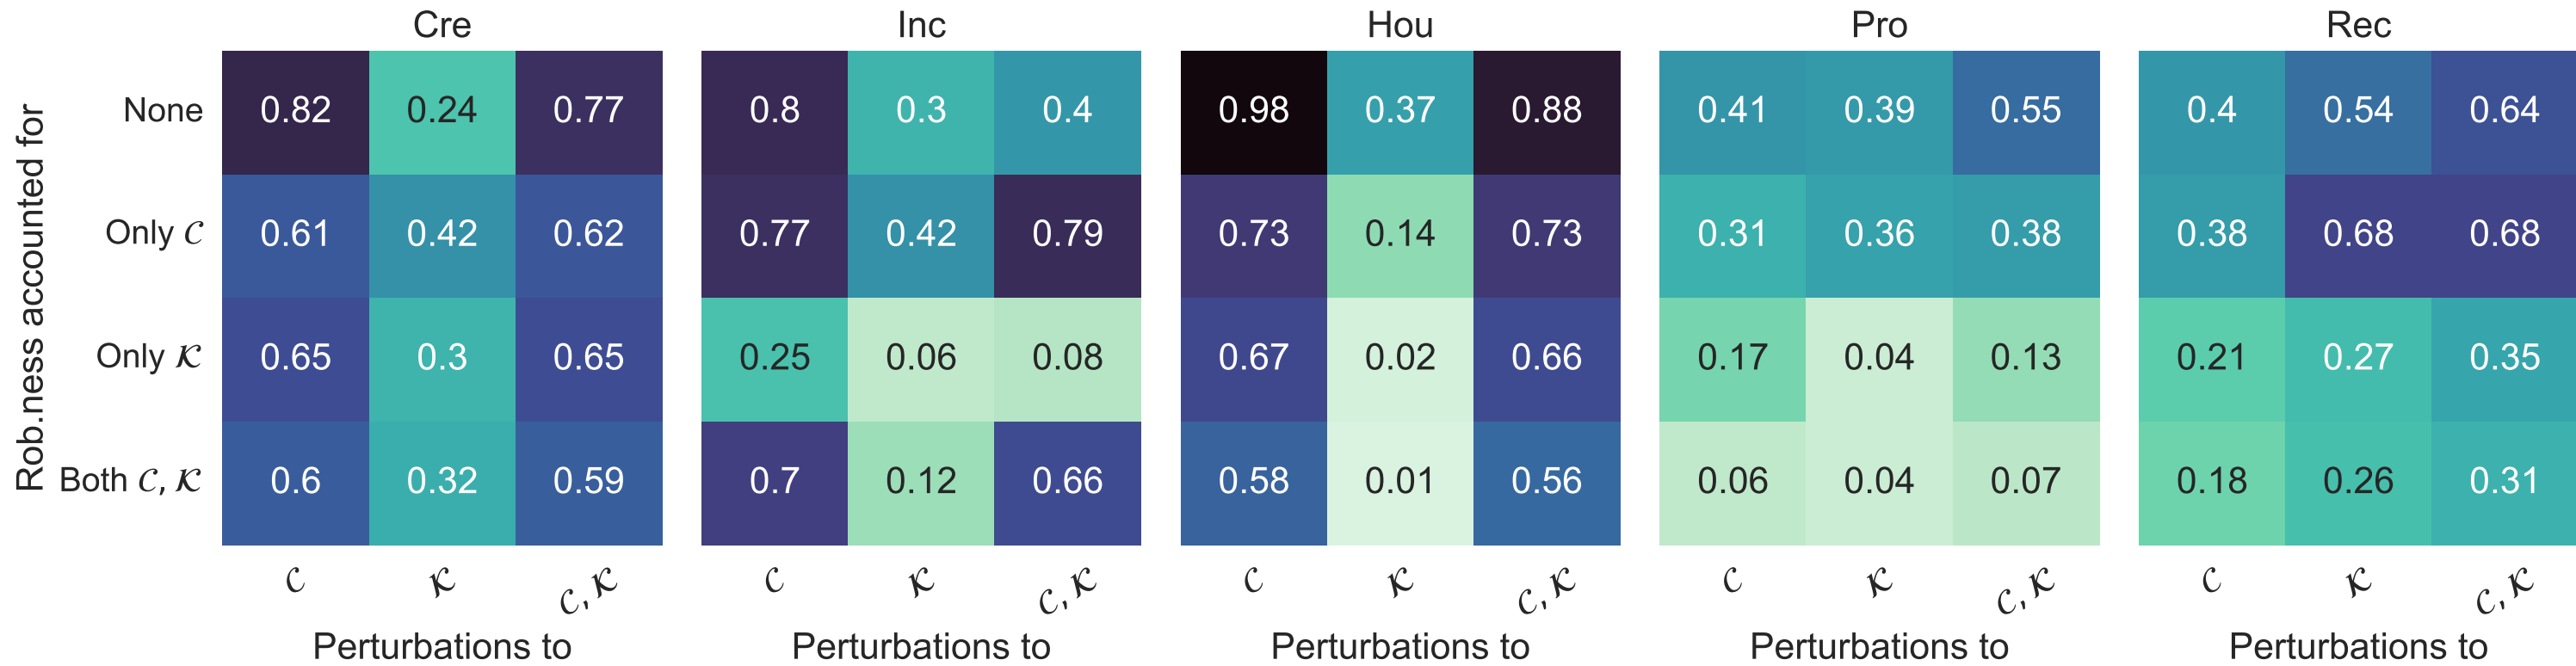 Cre Inc Hou Pro Rec
Rob.ness accounted for
None 0.82 0.24 0.77 0.8 0.3 0.4 0.98 0.37 0.88 0.41 0.39 0.55 0.4 0.54 0.64
Only 𝒞 0.61 0.42 0.62 0.77 0.42 0.79 0.73 0.14 0.73 0.31 0.36 0.38 0.38 0.68 0.68
Only 𝒦 0.65 0.3 0.65 0.25 0.06 0.08 0.67 0.02 0.66 0.17 0.04 0.13 0.21 0.27 0.35
Both 𝒞, 𝒦 0.6 0.32 0.59 0.7 0.12 0.66 0.58 0.01 0.56 0.06 0.04 0.07 0.18 0.26 0.31
𝒞 𝒦 𝒞, 𝒦 𝒞 𝒦 𝒞, 𝒦 𝒞 𝒦 𝒞, 𝒦 𝒞 𝒦 𝒞, 𝒦 𝒞 𝒦 𝒞, 𝒦
Perturbations to Perturbations to Perturbations to Perturbations to Perturbations to